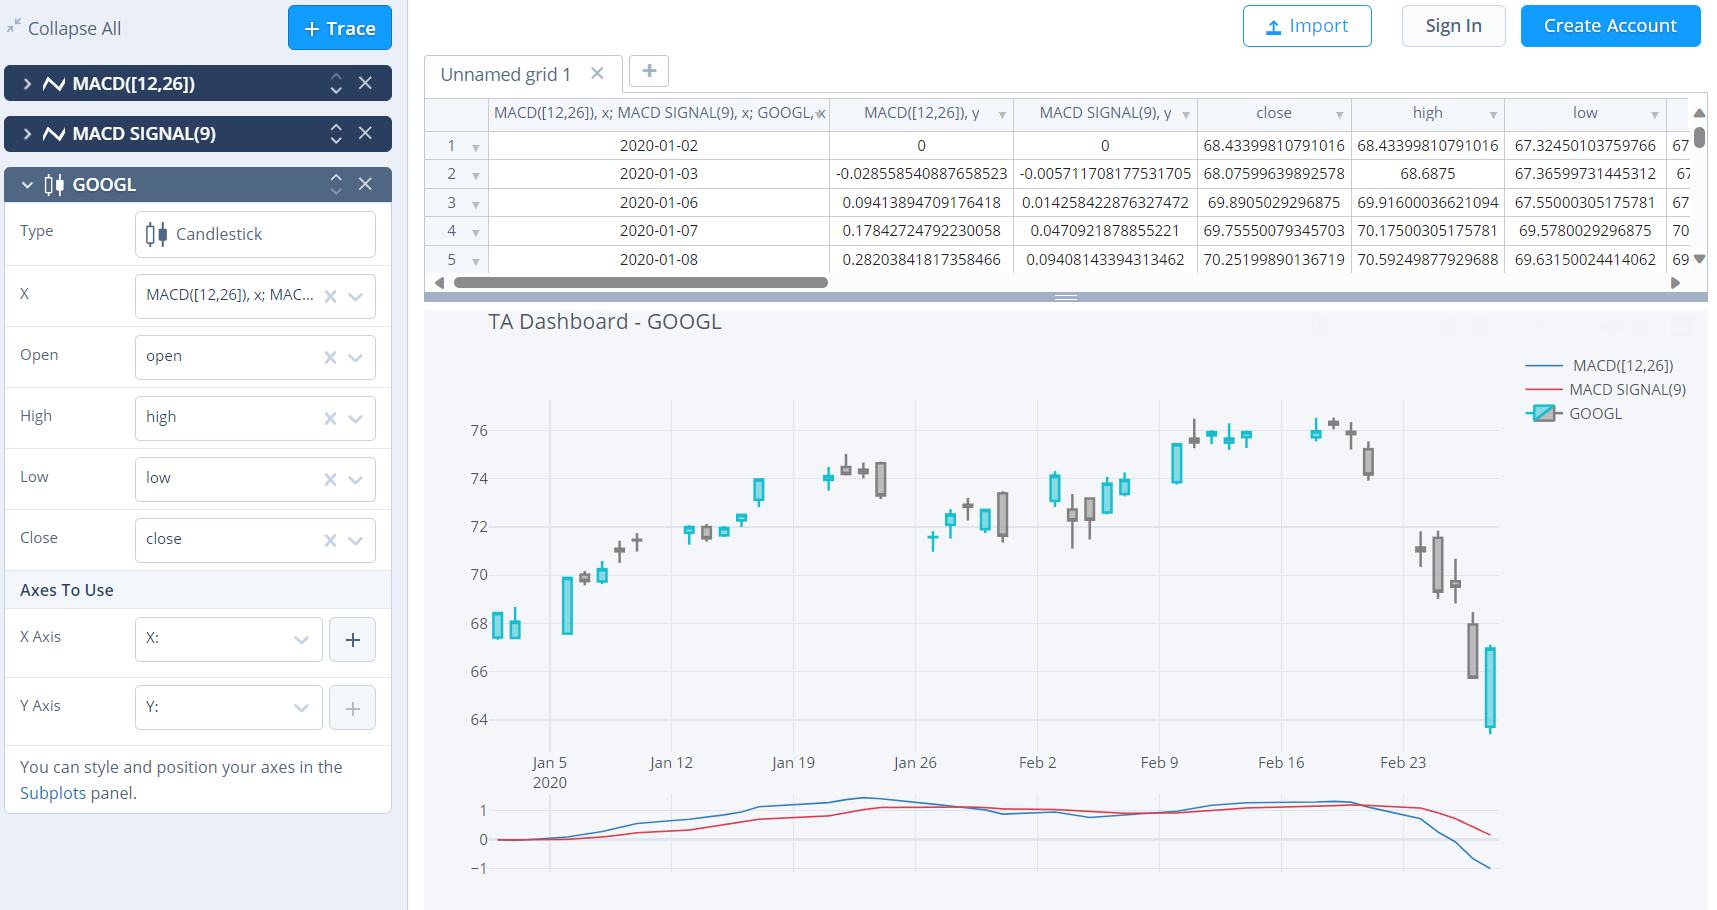 Collapse All
+ Trace
MACD([12,26])
MACD SIGNAL(9)
GOOGL
Type
Candlestick
X
MACD([12,26]), x; MAC...
Open
open
High
high
Low
low
Close
close
Axes To Use
X Axis
X:
+
Y Axis
Y:
+
You can style and position your axes in the
Subplots panel.
Import
Sign In
Create Account
Unnamed grid 1
+
MACD([12,26]), x; MACD SIGNAL(9), x; GOOGL, x MACD([12,26]), y MACD SIGNAL(9), y close high low
1 2020-01-02 0 0 68.43399810791016 68.43399810791016 67.32450103759766 67
2 2020-01-03 -0.028558540887658523 -0.005711708177531705 68.07599639892578 68.6875 67.36599731445312 67
3 2020-01-06 0.09413894709176418 0.014258422876327472 69.8905029296875 69.91600036621094 67.55000305175781 67
4 2020-01-07 0.17842724792230058 0.0470921878855221 69.75550079345703 70.17500305175781 69.5780029296875 70
5 2020-01-08 0.28203841817358466 0.09408143394313462 70.25199890136719 70.59249877929688 69.63150024414062 69
TA Dashboard - GOOGL
MACD([12,26])
MACD SIGNAL(9)
GOOGL
76
74
72
70
68
66
64
Jan 5 Jan 12 Jan 19 Jan 26 Feb 2 Feb 9 Feb 16 Feb 23
2020
1
0
−1